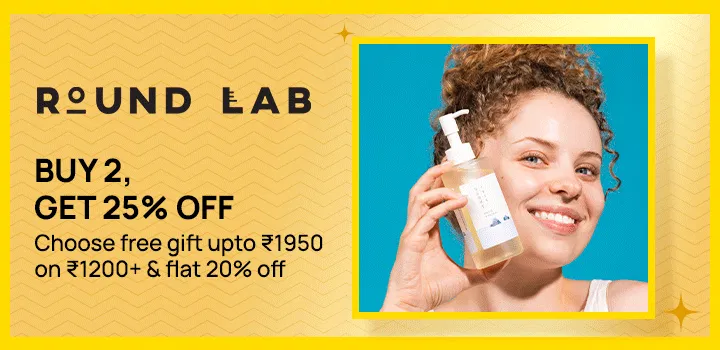 ROUND LAB
BUY 2,
GET 25% OFF
Choose free gift upto ₹1950
on ₹1200+ & flat 20% off